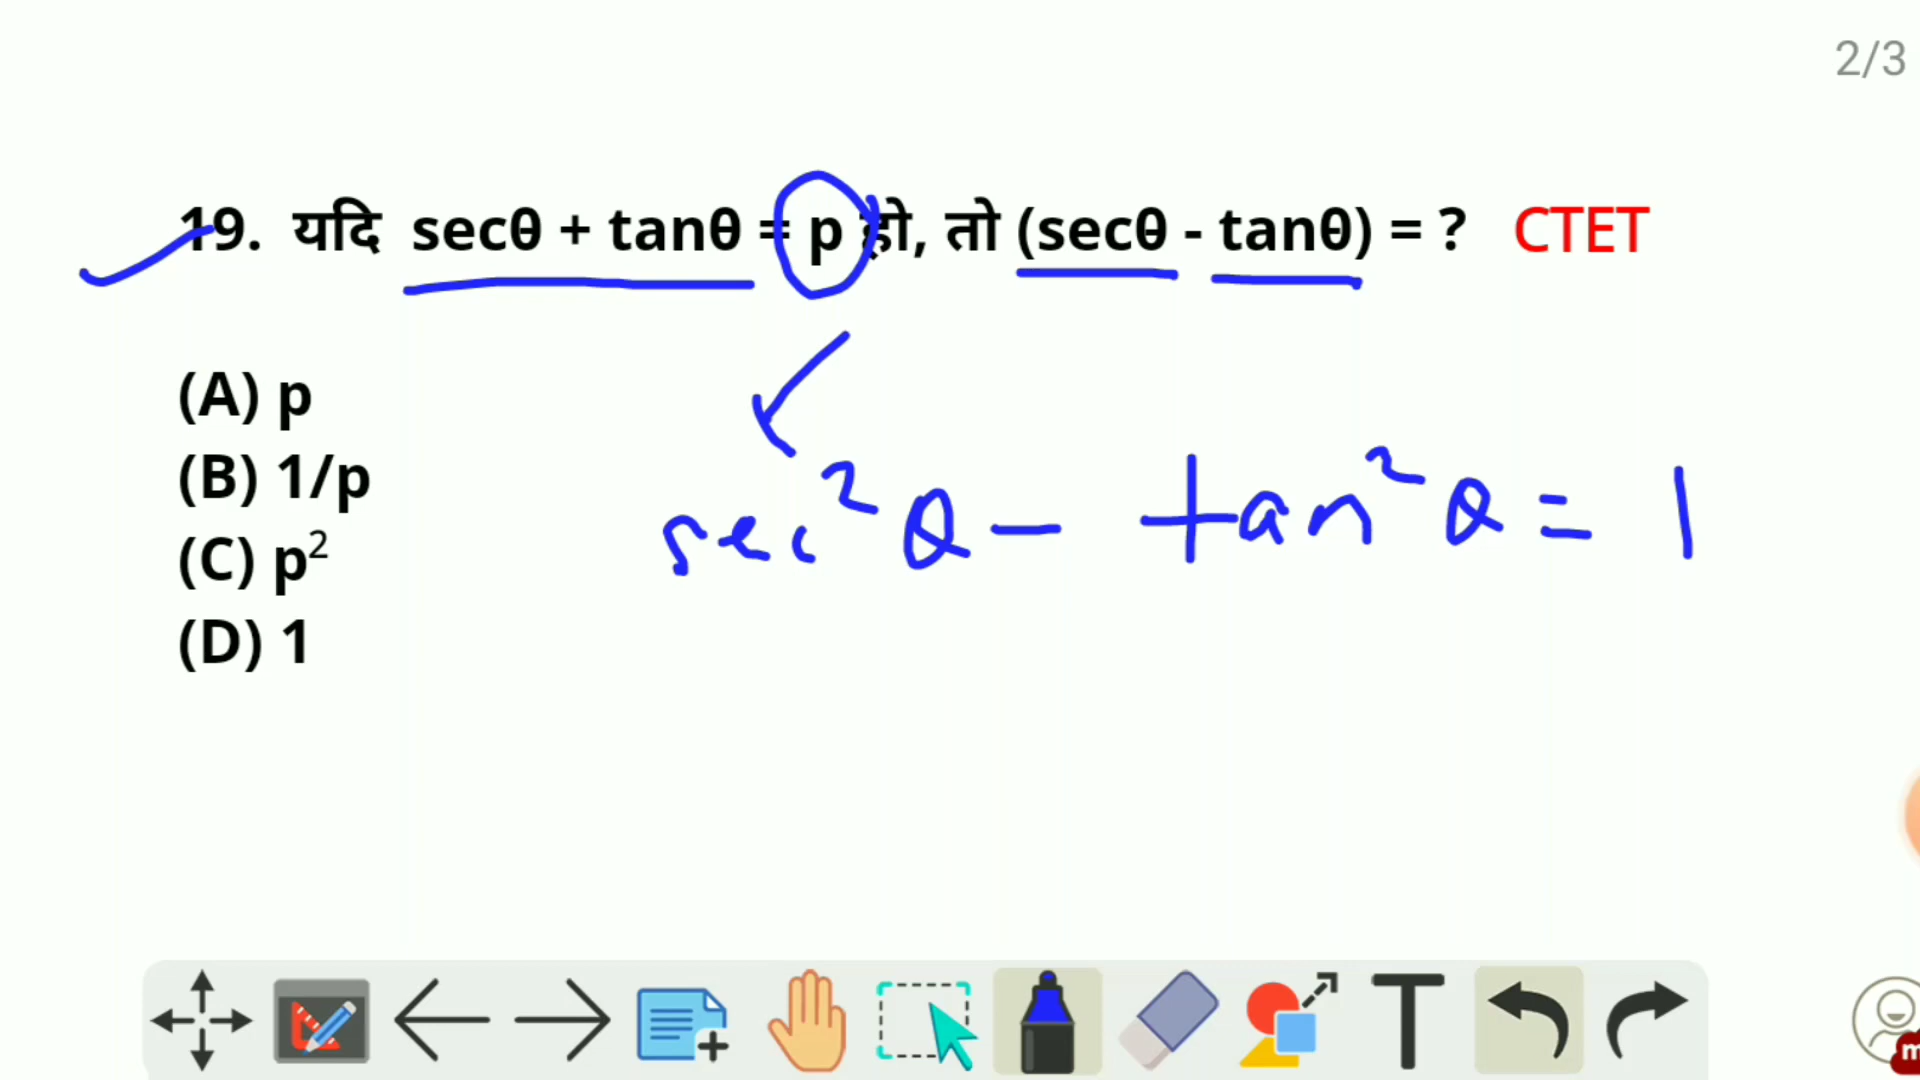 2/3
19. यदि secθ + tanθ = p हो, तो (secθ - tanθ) = ? CTET
(A) p
(B) 1/p
(C) p²
(D) 1
sec²θ - tan²θ = 1
T
m